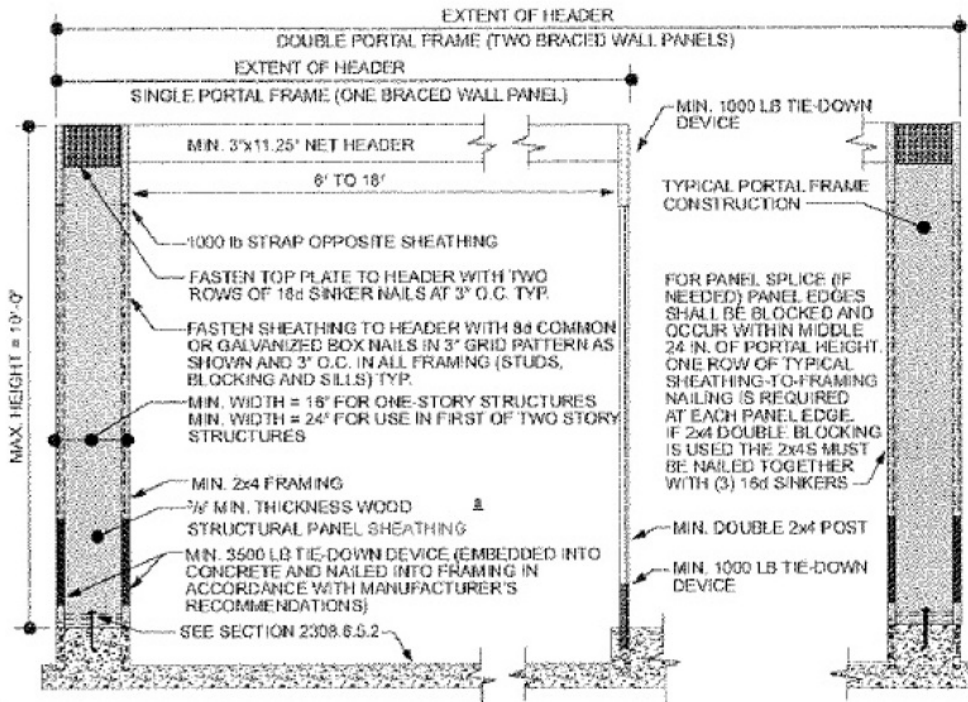 EXTENT OF HEADER
DOUBLE PORTAL FRAME (TWO BRACED WALL PANELS)
EXTENT OF HEADER
SINGLE PORTAL FRAME (ONE BRACED WALL PANEL)
MIN. 1000 LB TIE-DOWN
DEVICE
MIN. 3"x11.25" NET HEADER
6' TO 18'
TYPICAL PORTAL FRAME
CONSTRUCTION
1000 lb STRAP OPPOSITE SHEATHING
FASTEN TOP PLATE TO HEADER WITH TWO
ROWS OF 16d SINKER NAILS AT 3" O.C. TYP.
FASTEN SHEATHING TO HEADER WITH 8d COMMON
OR GALVANIZED BOX NAILS IN 3" GRID PATTERN AS
SHOWN AND 3" O.C. IN ALL FRAMING (STUDS,
BLOCKING AND SILLS) TYP.
FOR PANEL SPLICE (IF
NEEDED) PANEL EDGES
SHALL BE BLOCKED AND
OCCUR WITHIN MIDDLE
24 IN. OF PORTAL HEIGHT.
ONE ROW OF TYPICAL
SHEATHING-TO-FRAMING
NAILING IS REQUIRED
AT EACH PANEL EDGE.
IF 2x4 DOUBLE BLOCKING
IS USED THE 2x4S MUST
BE NAILED TOGETHER
WITH (3) 16d SINKERS
MAX. HEIGHT = 10'-0"
MIN. WIDTH = 16" FOR ONE-STORY STRUCTURES
MIN. WIDTH = 24" FOR USE IN FIRST OF TWO STORY
STRUCTURES
MIN. 2x4 FRAMING
MIN. THICKNESS WOOD a
STRUCTURAL PANEL SHEATHING
MIN. DOUBLE 2x4 POST
MIN. 3500 LB TIE-DOWN DEVICE (EMBEDDED INTO
CONCRETE AND NAILED INTO FRAMING IN
ACCORDANCE WITH MANUFACTURER'S
RECOMMENDATIONS)
MIN. 1000 LB TIE-DOWN
DEVICE
SEE SECTION 2308.6.5.2